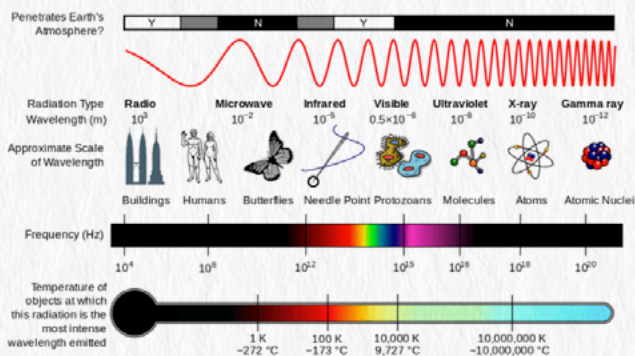 Penetrates Earth's
Atmosphere?
Y
N
Y
N
Radiation Type
Wavelength (m)
Radio
10³
Microwave
10⁻²
Infrared
10⁻⁵
Visible
0.5×10⁻⁶
Ultraviolet
10⁻⁸
X-ray
10⁻¹⁰
Gamma ray
10⁻¹²
Approximate Scale
of Wavelength
Buildings
Humans
Butterflies
Needle Point
Protozoans
Molecules
Atoms
Atomic Nuclei
Frequency (Hz)
10⁴
10⁸
10¹²
10¹⁵
10¹⁶
10¹⁸
10²⁰
Temperature of
objects at which
this radiation is the
most intense
wavelength emitted
1 K
−272 °C
100 K
−173 °C
10,000 K
9,727 °C
10,000,000 K
~10,000,000 °C